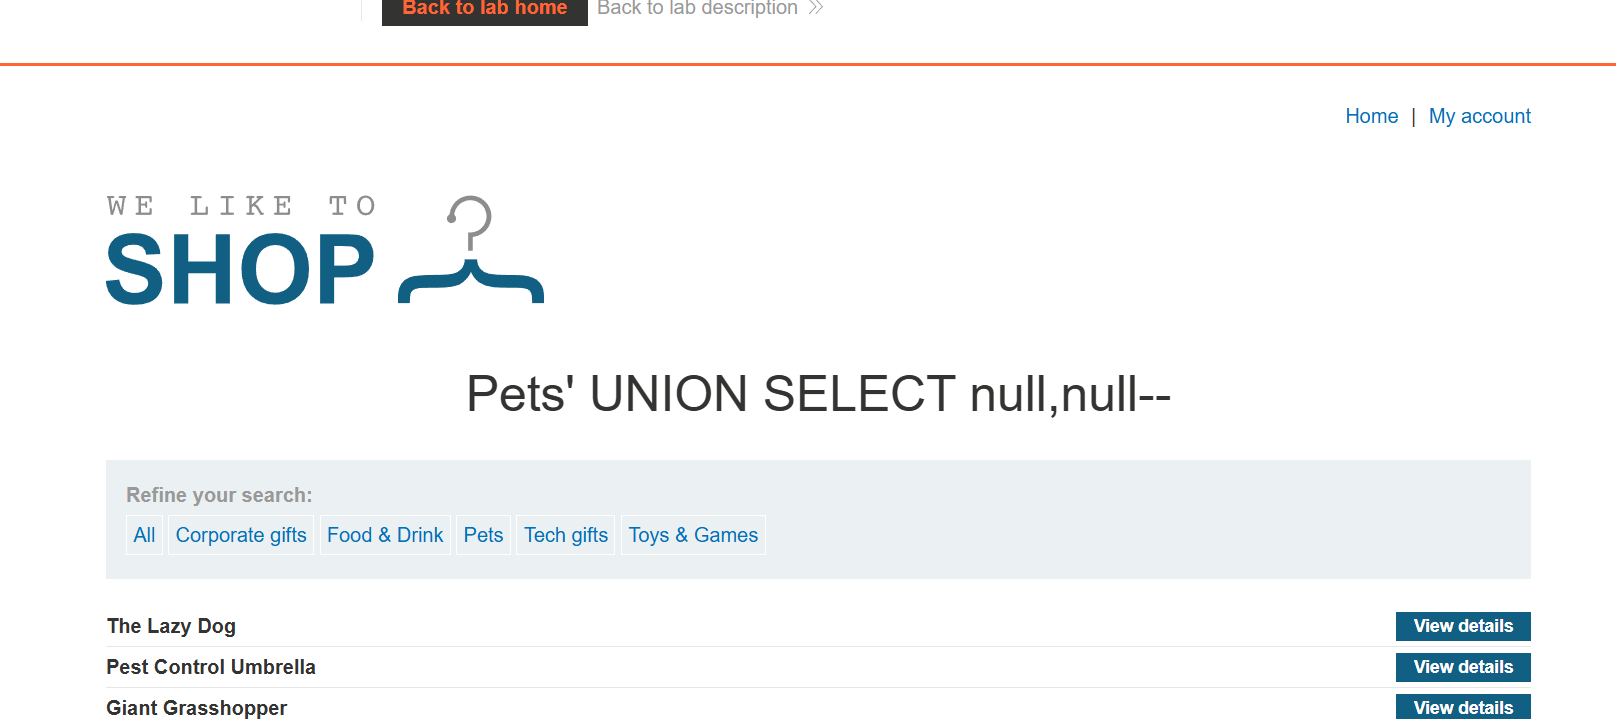 Back to lab home Back to lab description
Home | My account
WE LIKE TO
SHOP
Pets' UNION SELECT null,null--
Refine your search:
All Corporate gifts Food & Drink Pets Tech gifts Toys & Games
The Lazy Dog View details
Pest Control Umbrella View details
Giant Grasshopper View details